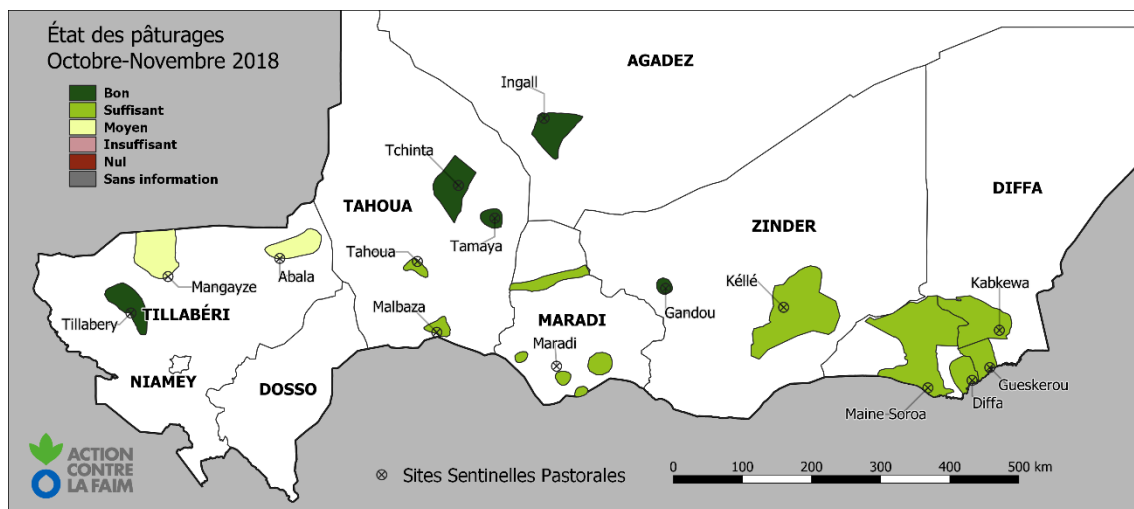 État des pâturages
Octobre-Novembre 2018
Bon
Suffisant
Moyen
Insuffisant
Nul
Sans information
AGADEZ
Ingall
Tchinta
DIFFA
TAHOUA
ZINDER
Tamaya
Tahoua
Abala
Mangayze
Kéllé
Kabkewa
Gandou
Malbaza
Tillabery
TILLABÉRI
MARADI
Maradi
Gueskerou
NIAMEY
DOSSO
Maine-Soroa
Diffa
ACTION
CONTRE
LA FAIM
Sites Sentinelles Pastorales
0 100 200 300 400 500 km